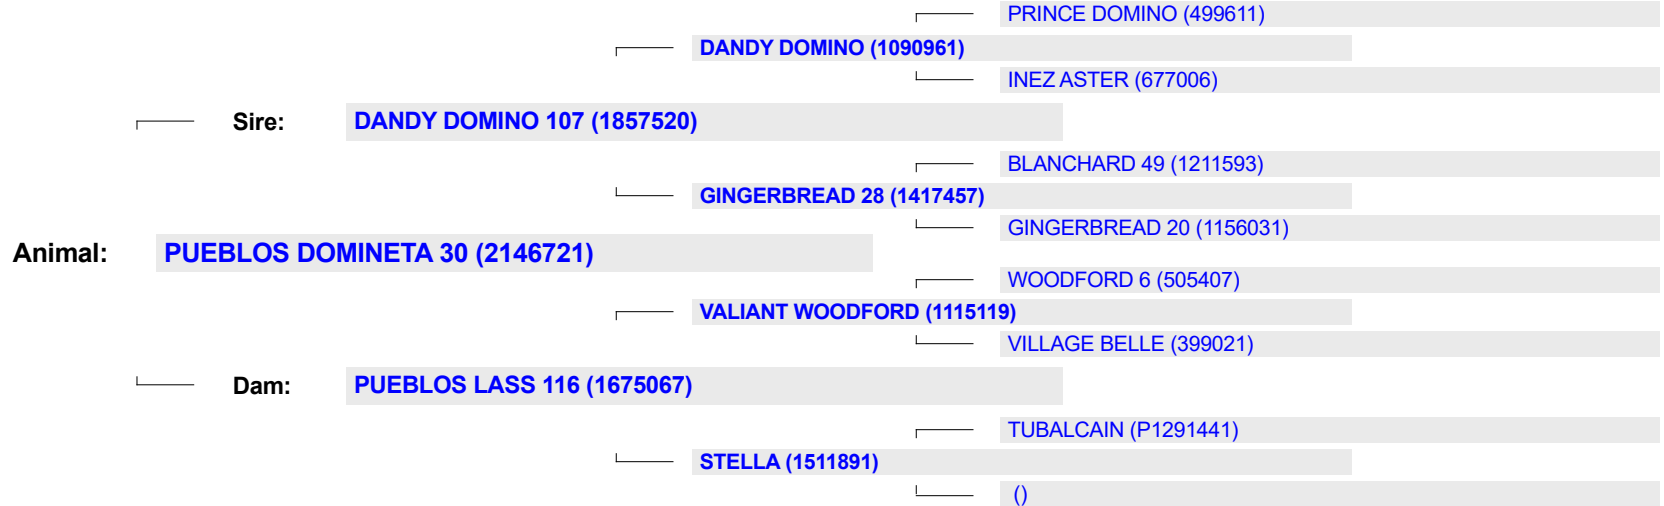 PRINCE DOMINO (499611)
DANDY DOMINO (1090961)
INEZ ASTER (677006)
Sire: DANDY DOMINO 107 (1857520)
BLANCHARD 49 (1211593)
GINGERBREAD 28 (1417457)
GINGERBREAD 20 (1156031)
Animal: PUEBLOS DOMINETA 30 (2146721)
WOODFORD 6 (505407)
VALIANT WOODFORD (1115119)
VILLAGE BELLE (399021)
Dam: PUEBLOS LASS 116 (1675067)
TUBALCAIN (P1291441)
STELLA (1511891)
()